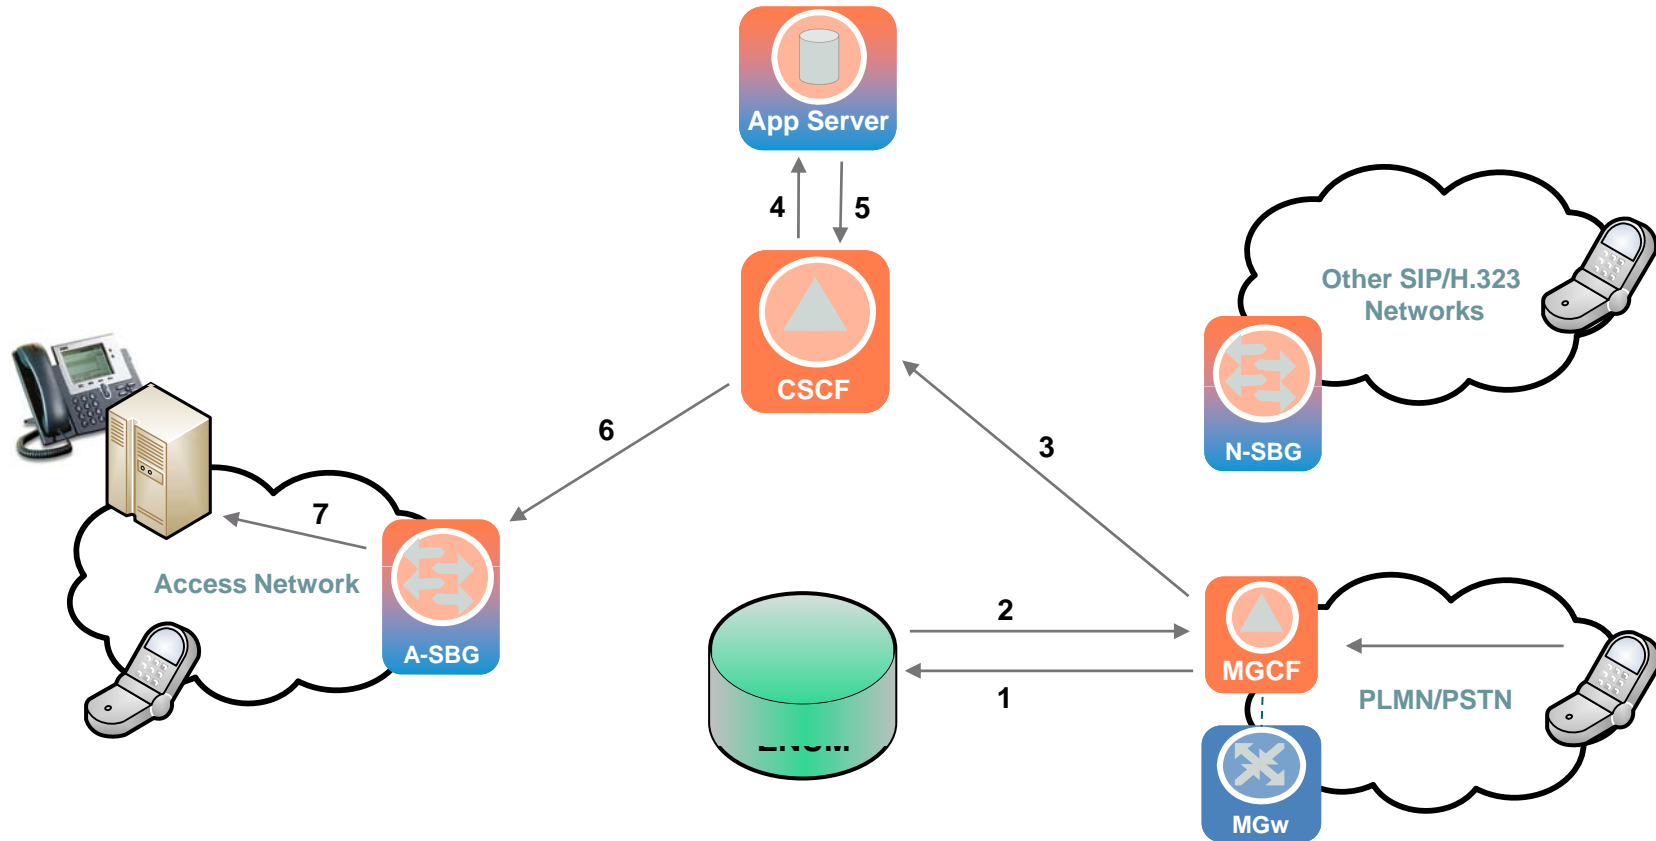 App Server
4
5
Other SIP/H.323
Networks
CSCF
N-SBG
6
3
7
Access Network
A-SBG
2
1
MGCF
PLMN/PSTN
MGw